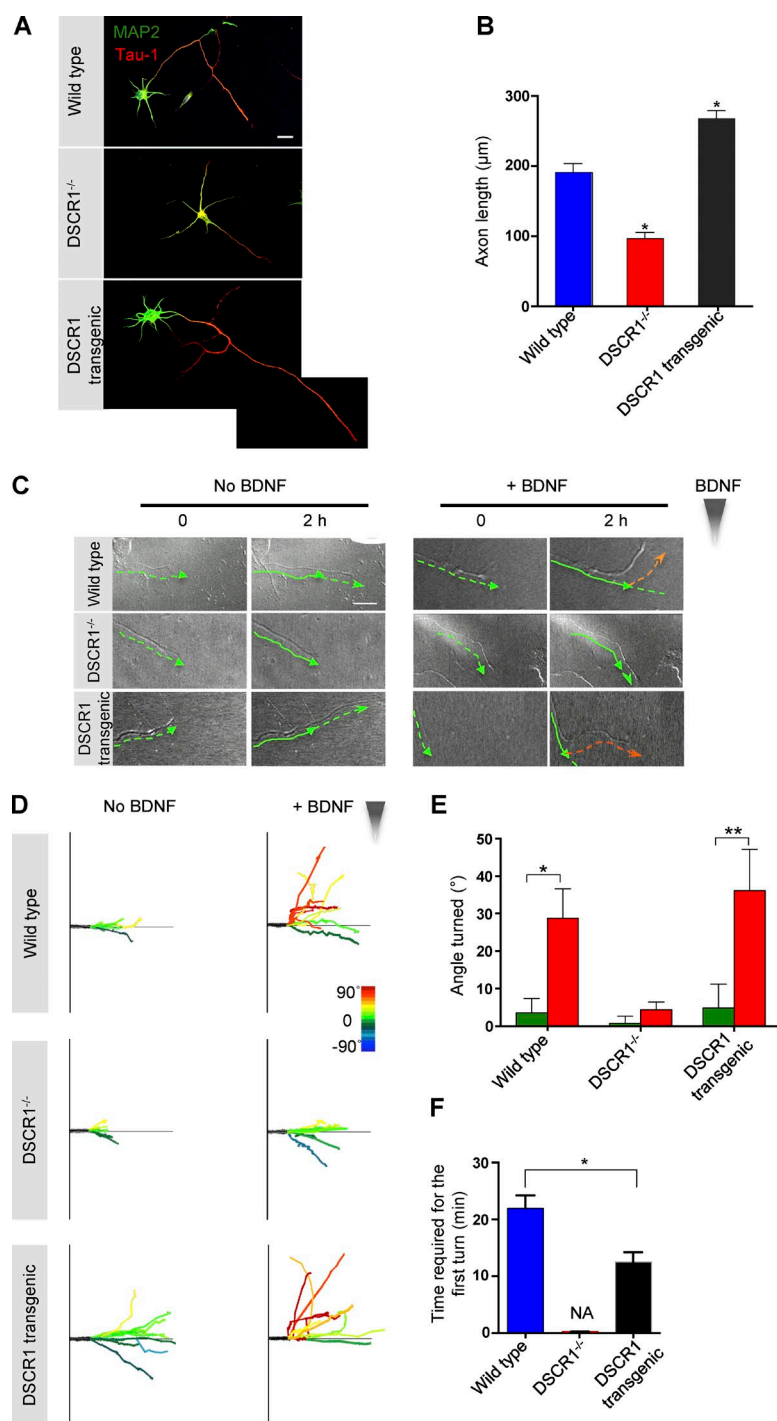 A
MAP2
Tau-1
Wild type
DSCR1-/-
DSCR1
transgenic
B
Axon length (μm)
300
200
100
0
*
*
Wild type
DSCR1-/-
DSCR1 transgenic
C
No BDNF
+ BDNF
BDNF
0
2 h
0
2 h
Wild type
DSCR1-/-
DSCR1
transgenic
D
No BDNF
+ BDNF
Wild type
90°
0
-90°
DSCR1-/-
DSCR1 transgenic
E
Angle turned (°)
50
40
30
20
10
0
*
**
Wild type
DSCR1-/-
DSCR1
transgenic
F
Time required for the
first turn (min)
30
20
10
0
*
NA
Wild type
DSCR1-/-
DSCR1
transgenic